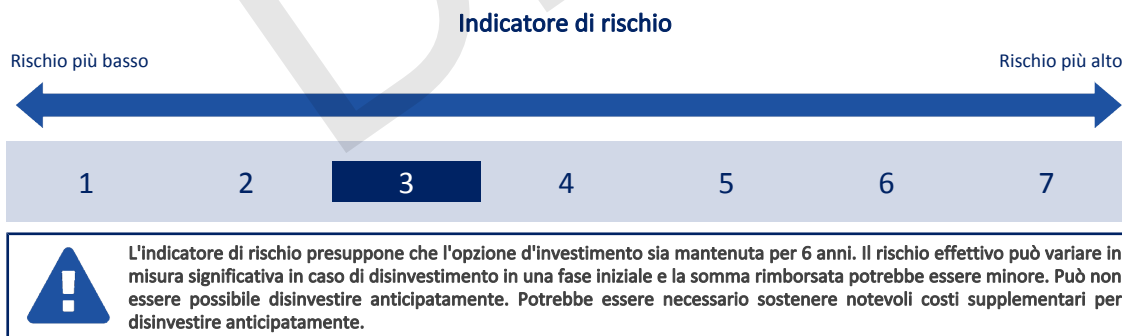 Indicatore di rischio
Rischio più basso
Rischio più alto
1 2 3 4 5 6 7
L'indicatore di rischio presuppone che l'opzione d'investimento sia mantenuta per 6 anni. Il rischio effettivo può variare in
misura significativa in caso di disinvestimento in una fase iniziale e la somma rimborsata potrebbe essere minore. Può non
essere possibile disinvestire anticipatamente. Potrebbe essere necessario sostenere notevoli costi supplementari per
disinvestire anticipatamente.